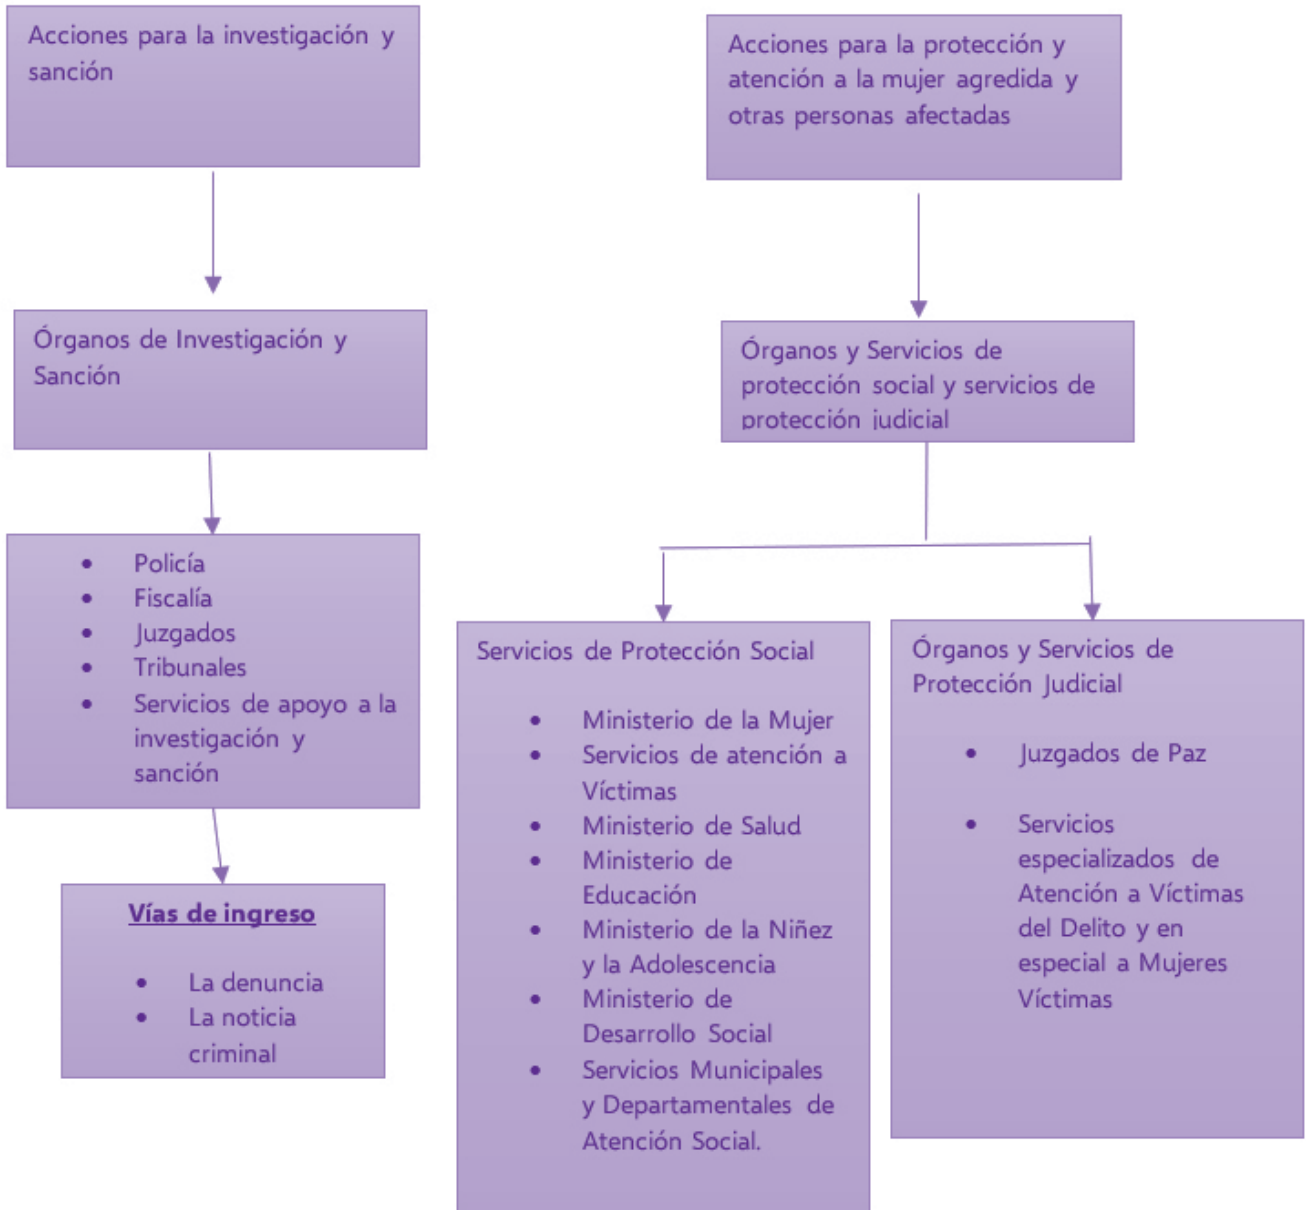 Acciones para la investigación y
sanción
Órganos de Investigación y
Sanción
• Policía
• Fiscalía
• Juzgados
• Tribunales
• Servicios de apoyo a la
investigación y
sanción
Vías de ingreso
• La denuncia
• La noticia
criminal
Acciones para la protección y
atención a la mujer agredida y
otras personas afectadas
Órganos y Servicios de
protección social y servicios de
protección judicial
Servicios de Protección Social
• Ministerio de la Mujer
• Servicios de atención a
Víctimas
• Ministerio de Salud
• Ministerio de
Educación
• Ministerio de la Niñez
y la Adolescencia
• Ministerio de
Desarrollo Social
• Servicios Municipales
y Departamentales de
Atención Social.
Órganos y Servicios de
Protección Judicial
• Juzgados de Paz
• Servicios
especializados de
Atención a Víctimas
del Delito y en
especial a Mujeres
Víctimas